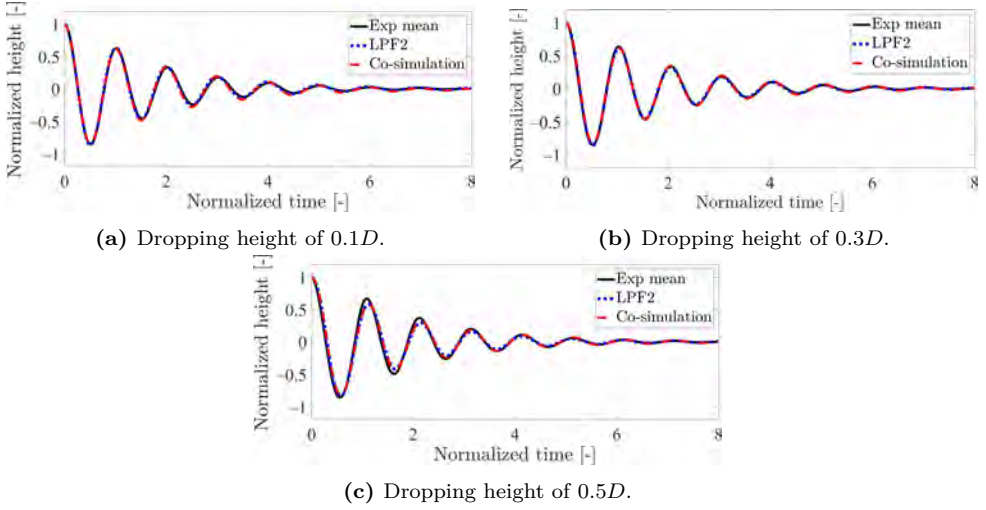 Normalized height [-]
1
0.5
0
−0.5
−1
Exp mean
LPF2
Co-simulation
0 2 4 6 8
Normalized time [-]
(a) Dropping height of 0.1D.
Normalized height [-]
1
0.5
0
−0.5
−1
Exp mean
LPF2
Co-simulation
0 2 4 6 8
Normalized time [-]
(b) Dropping height of 0.3D.
Normalized height [-]
1
0.5
0
−0.5
−1
Exp mean
LPF2
Co-simulation
0 2 4 6 8
Normalized time [-]
(c) Dropping height of 0.5D.